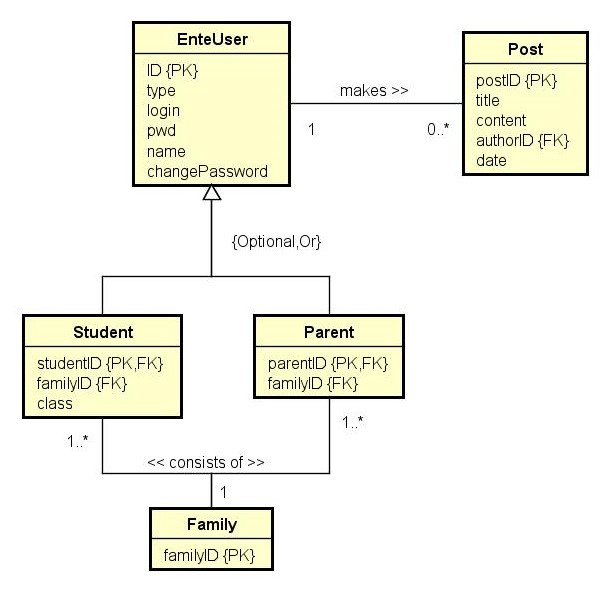 EnteUser
ID {PK}
type
login
pwd
name
changePassword
makes >>
1
0..*
Post
postID {PK}
title
content
authorID {FK}
date
{Optional,Or}
Student
studentID {PK,FK}
familyID {FK}
class
Parent
parentID {PK,FK}
familyID {FK}
1..*
1..*
<< consists of >>
1
Family
familyID {PK}